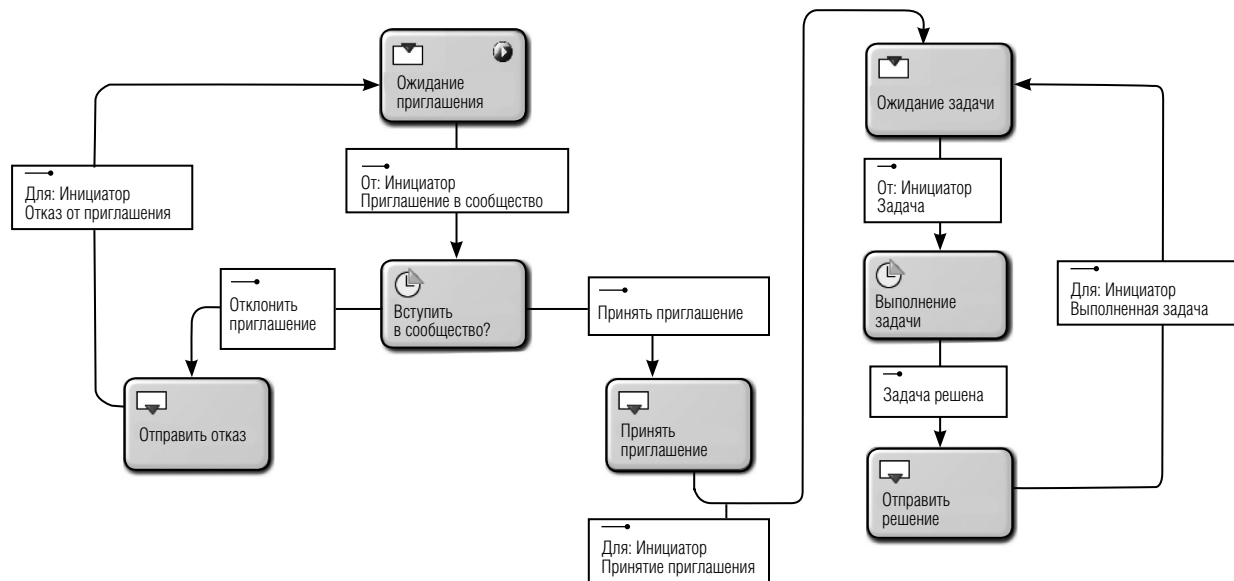 Ожидание
приглашения
Ожидание задачи
Для: Инициатор
Отказ от приглашения
От: Инициатор
Приглашение в сообщество
От: Инициатор
Задача
Отклонить
приглашение
Вступить
в сообщество?
Принять приглашение
Выполнение
задачи
Для: Инициатор
Выполненная задача
Задача решена
Отправить отказ
Принять
приглашение
Отправить
решение
Для: Инициатор
Принятие приглашения